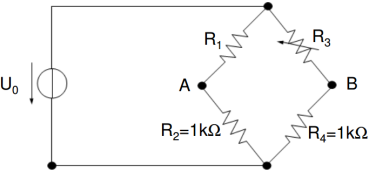 R₁
R₃
U₀
A
B
R₂=1kΩ
R₄=1kΩ